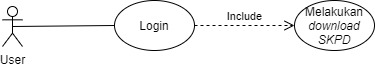 Include
Login
Melakukan
download
SKPD
User